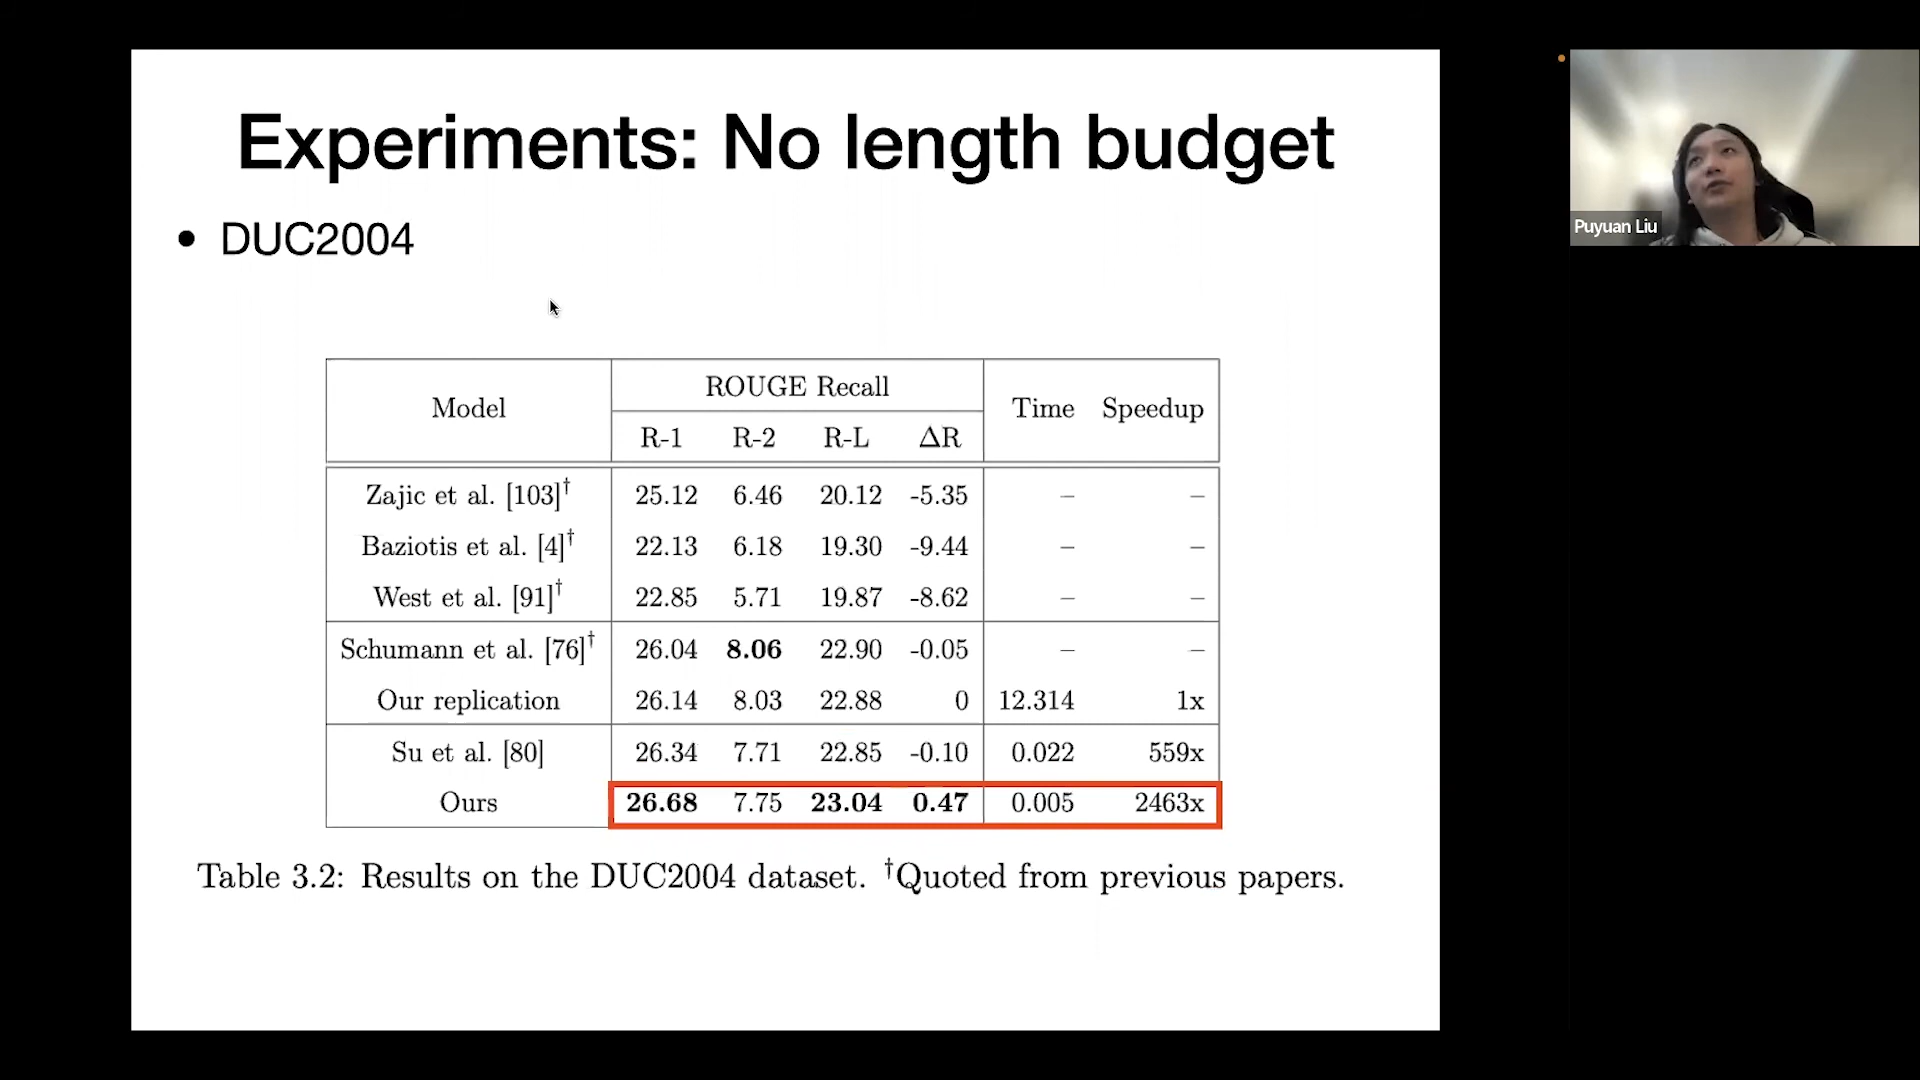 Experiments: No length budget
• DUC2004
Model ROUGE Recall Time Speedup
R-1 R-2 R-L ΔR
Zajic et al. [103]† 25.12 6.46 20.12 -5.35 – –
Baziotis et al. [4]† 22.13 6.18 19.30 -9.44 – –
West et al. [91]† 22.85 5.71 19.87 -8.62 – –
Schumann et al. [76]† 26.04 8.06 22.90 -0.05 – –
Our replication 26.14 8.03 22.88 0 12.314 1x
Su et al. [80] 26.34 7.71 22.85 -0.10 0.022 559x
Ours 26.68 7.75 23.04 0.47 0.005 2463x
Table 3.2: Results on the DUC2004 dataset. †Quoted from previous papers.
Puyuan Liu